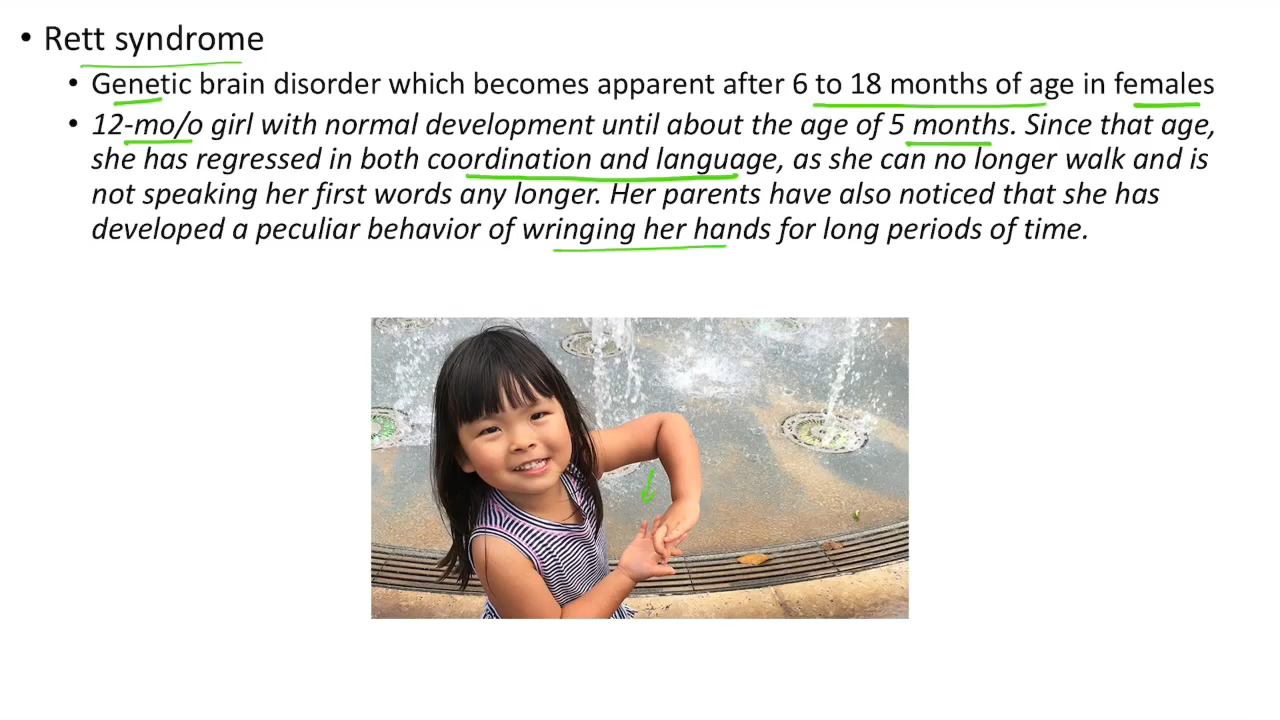 • Rett syndrome
• Genetic brain disorder which becomes apparent after 6 to 18 months of age in females
• 12-mo/o girl with normal development until about the age of 5 months. Since that age,
she has regressed in both coordination and language, as she can no longer walk and is
not speaking her first words any longer. Her parents have also noticed that she has
developed a peculiar behavior of wringing her hands for long periods of time.